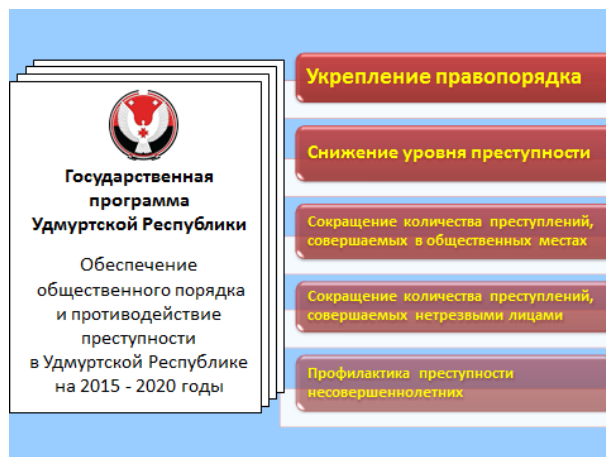 Государственная
программа
Удмуртской Республики
Обеспечение
общественного порядка
и противодействие
преступности
в Удмуртской Республике
на 2015 - 2020 годы
Укрепление правопорядка
Снижение уровня преступности
Сокращение количества преступлений,
совершаемых в общественных местах
Сокращение количества преступлений,
совершаемых нетрезвыми лицами
Профилактика преступности
несовершеннолетних